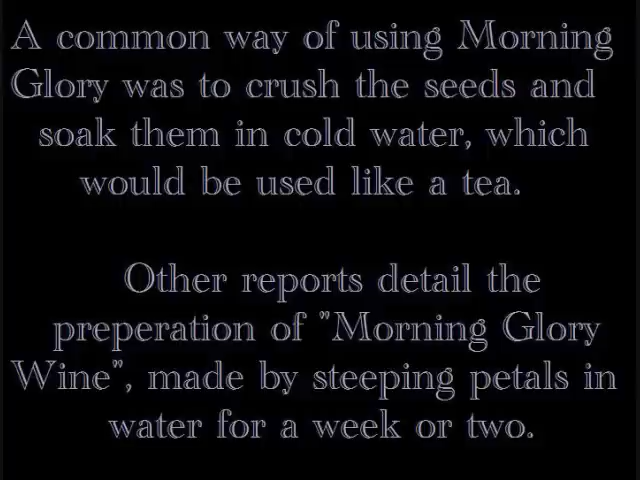 A common way of using Morning
Glory was to crush the seeds and
soak them in cold water, which
would be used like a tea.
Other reports detail the
preperation of "Morning Glory
Wine", made by steeping petals in
water for a week or two.